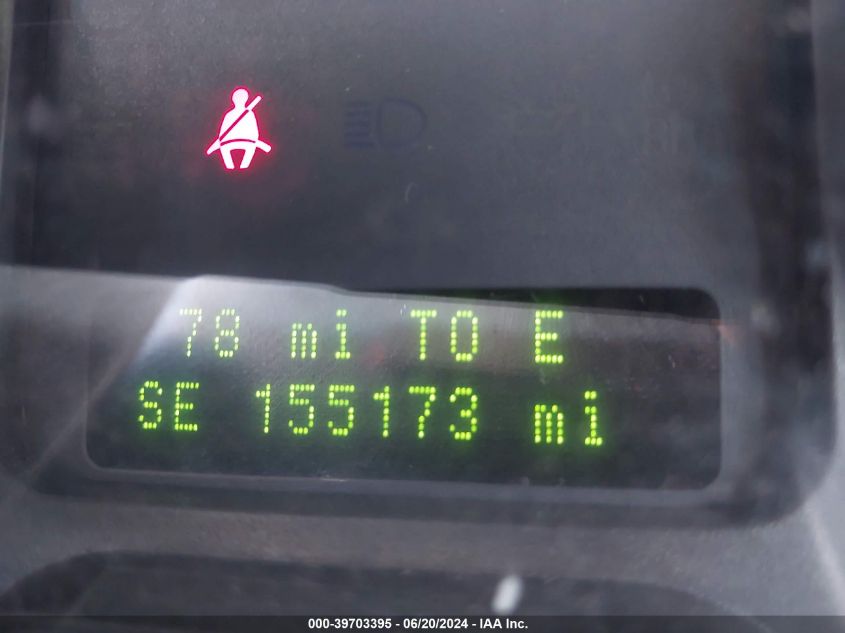 78 mi TO E
SE 155173 mi
000-39703395 - 06/20/2024 - IAA Inc.